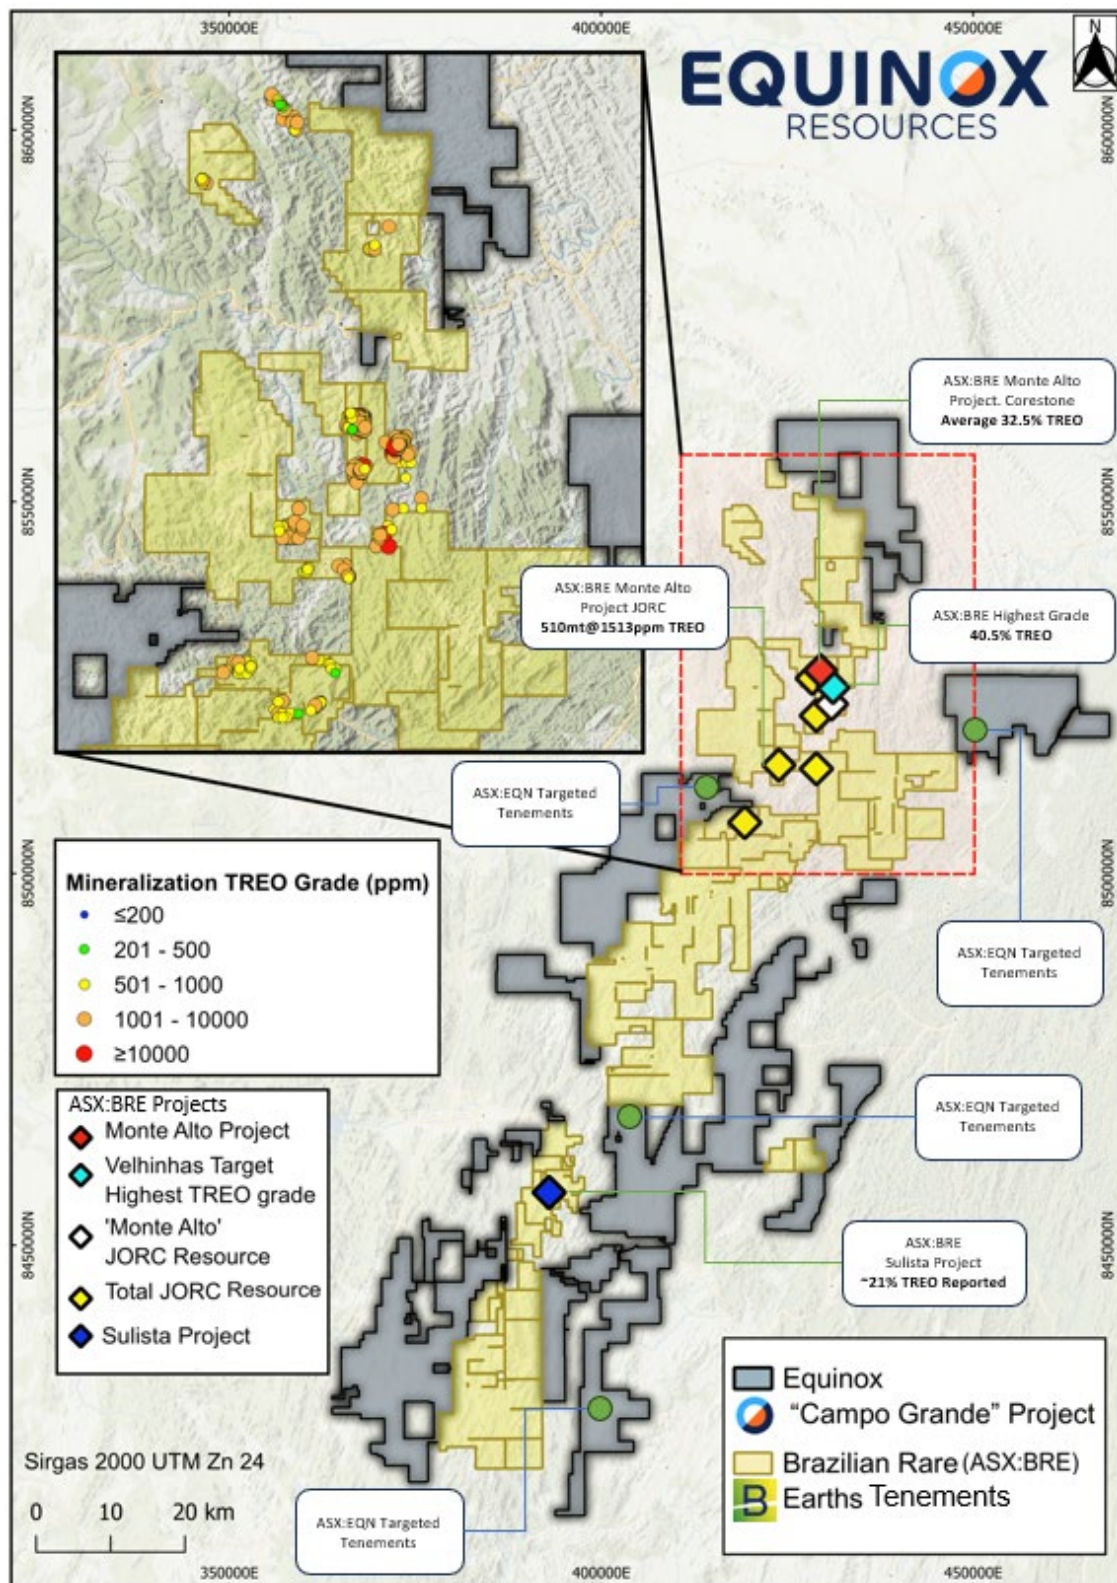 350000E
400000E
450000E
N
EQUINOX
RESOURCES
8600000N
8600000N
ASX:BRE Monte Alto
Project. Corestone
Average 32.5% TREO
8550000N
8550000N
ASX:BRE Monte Alto
Project JORC
510mt@1513ppm TREO
ASX:BRE Highest Grade
40.5% TREO
ASX:EQN Targeted
Tenements
8500000N
8500000N
Mineralization TREO Grade (ppm)
≤200
201 - 500
501 - 1000
1001 - 10000
≥10000
ASX:EQN Targeted
Tenements
ASX:BRE Projects
Monte Alto Project
Velhinhas Target
Highest TREO grade
'Monte Alto'
JORC Resource
Total JORC Resource
Sulista Project
ASX:EQN Targeted
Tenements
8450000N
8450000N
ASX:BRE
Sulista Project
~21% TREO Reported
Equinox
"Campo Grande" Project
Brazilian Rare (ASX:BRE)
B Earths Tenements
Sirgas 2000 UTM Zn 24
0 10 20 km
ASX:EQN Targeted
Tenements
350000E
400000E
450000E